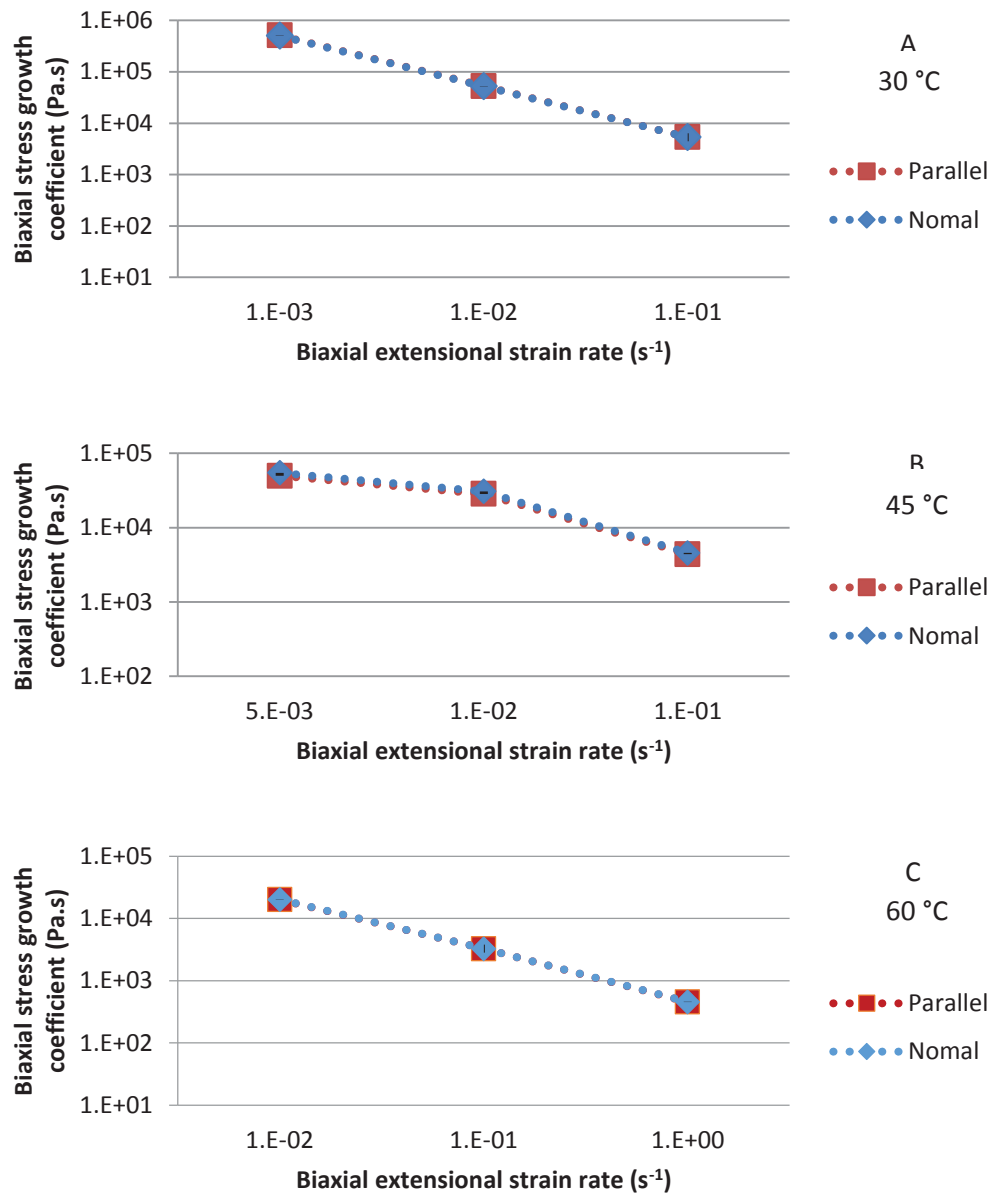 Biaxial stress growth
coefficient (Pa.s)
1.E+06
1.E+05
1.E+04
1.E+03
1.E+02
1.E+01
1.E-03 1.E-02 1.E-01
Biaxial extensional strain rate (s⁻¹)
A
30 °C
Parallel
Nomal
Biaxial stress growth
coefficient (Pa.s)
1.E+05
1.E+04
1.E+03
1.E+02
5.E-03 1.E-02 1.E-01
Biaxial extensional strain rate (s⁻¹)
B
45 °C
Parallel
Nomal
Biaxial stress growth
coefficient (Pa.s)
1.E+05
1.E+04
1.E+03
1.E+02
1.E+01
1.E-02 1.E-01 1.E+00
Biaxial extensional strain rate (s⁻¹)
C
60 °C
Parallel
Nomal